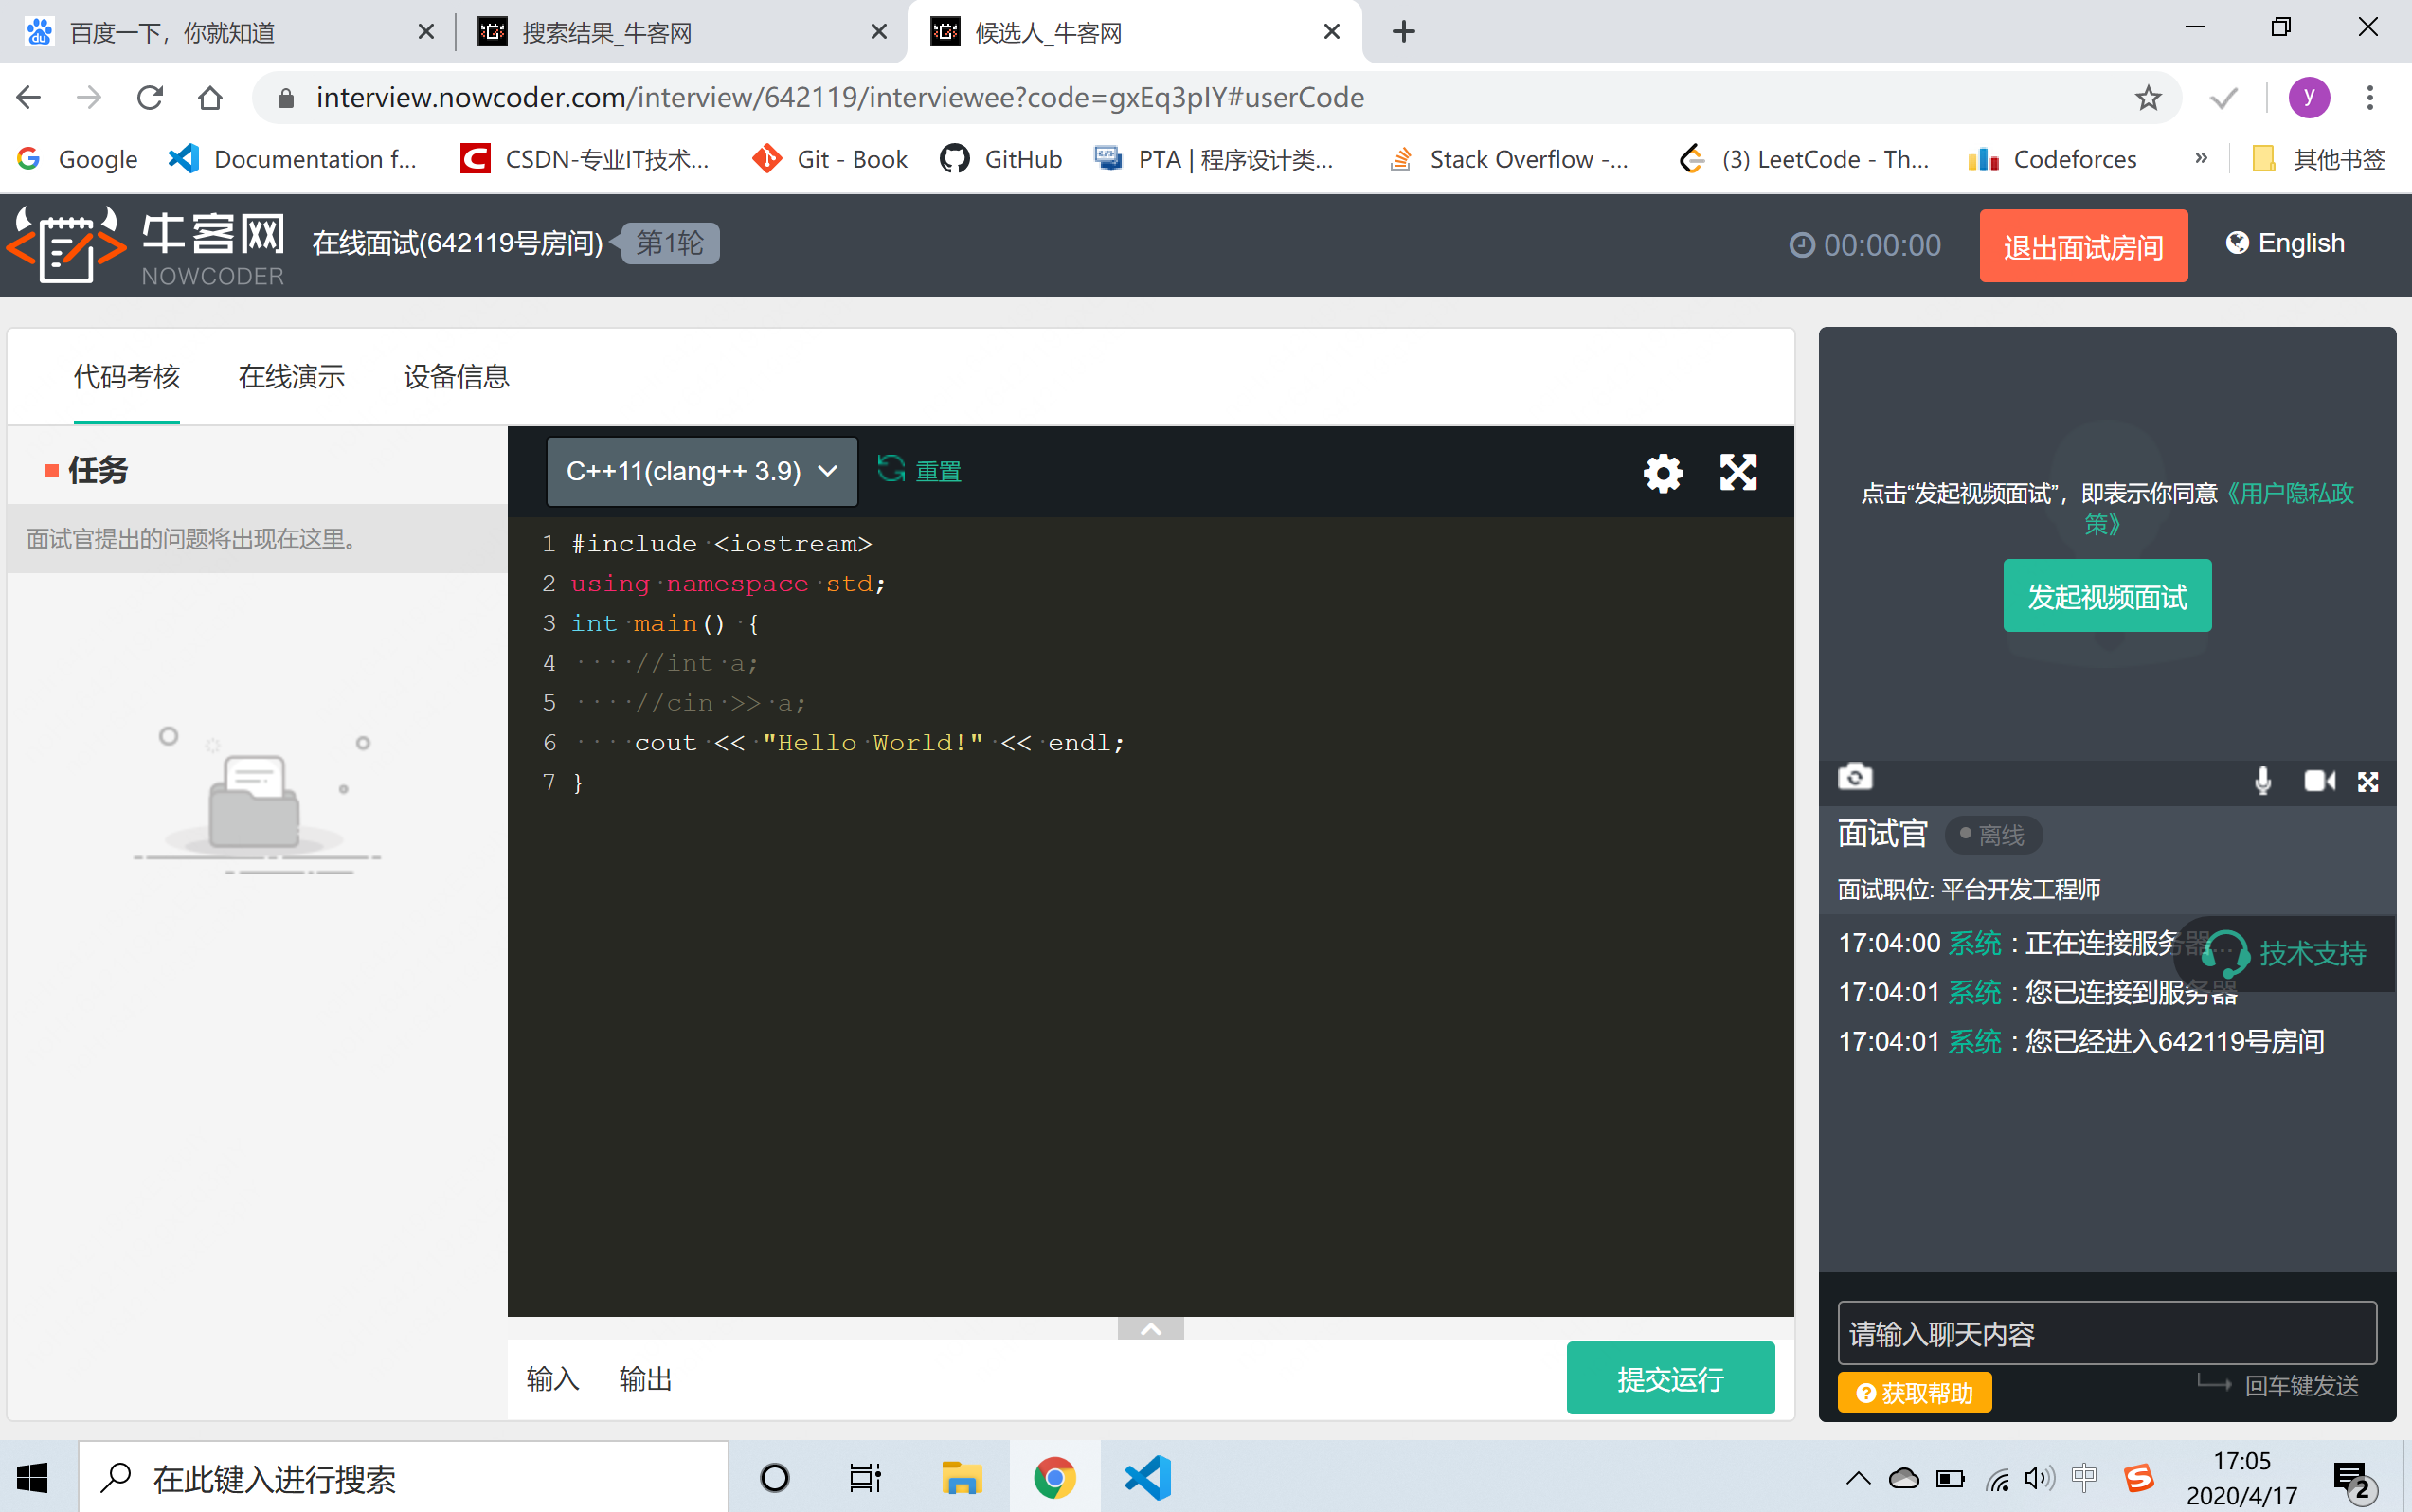 百度一下，你就知道
搜索结果_牛客网
候选人_牛客网
interview.nowcoder.com/interview/642119/interviewee?code=gxEq3pIY#userCode
y
Google
Documentation f...
CSDN-专业IT技术...
Git - Book
GitHub
PTA | 程序设计类...
Stack Overflow -...
(3) LeetCode - Th...
Codeforces
»
其他书签
牛客网
NOWCODER
在线面试(642119号房间)
第1轮
00:00:00
退出面试房间
English
代码考核
在线演示
设备信息
任务
面试官提出的问题将出现在这里。
C++11(clang++ 3.9)
重置
1 #include <iostream>
2 using namespace std;
3 int main() {
4     //int a;
5     //cin >> a;
6     cout << "Hello World!" << endl;
7 }
输入
输出
提交运行
点击“发起视频面试”，即表示你同意《用户隐私政
策》
发起视频面试
面试官
离线
面试职位: 平台开发工程师
17:04:00 系统 : 正在连接服务器...
技术支持
17:04:01 系统 : 您已连接到服务器
17:04:01 系统 : 您已经进入642119号房间
请输入聊天内容
获取帮助
回车键发送
在此键入进行搜索
中
17:05
2020/4/17
2